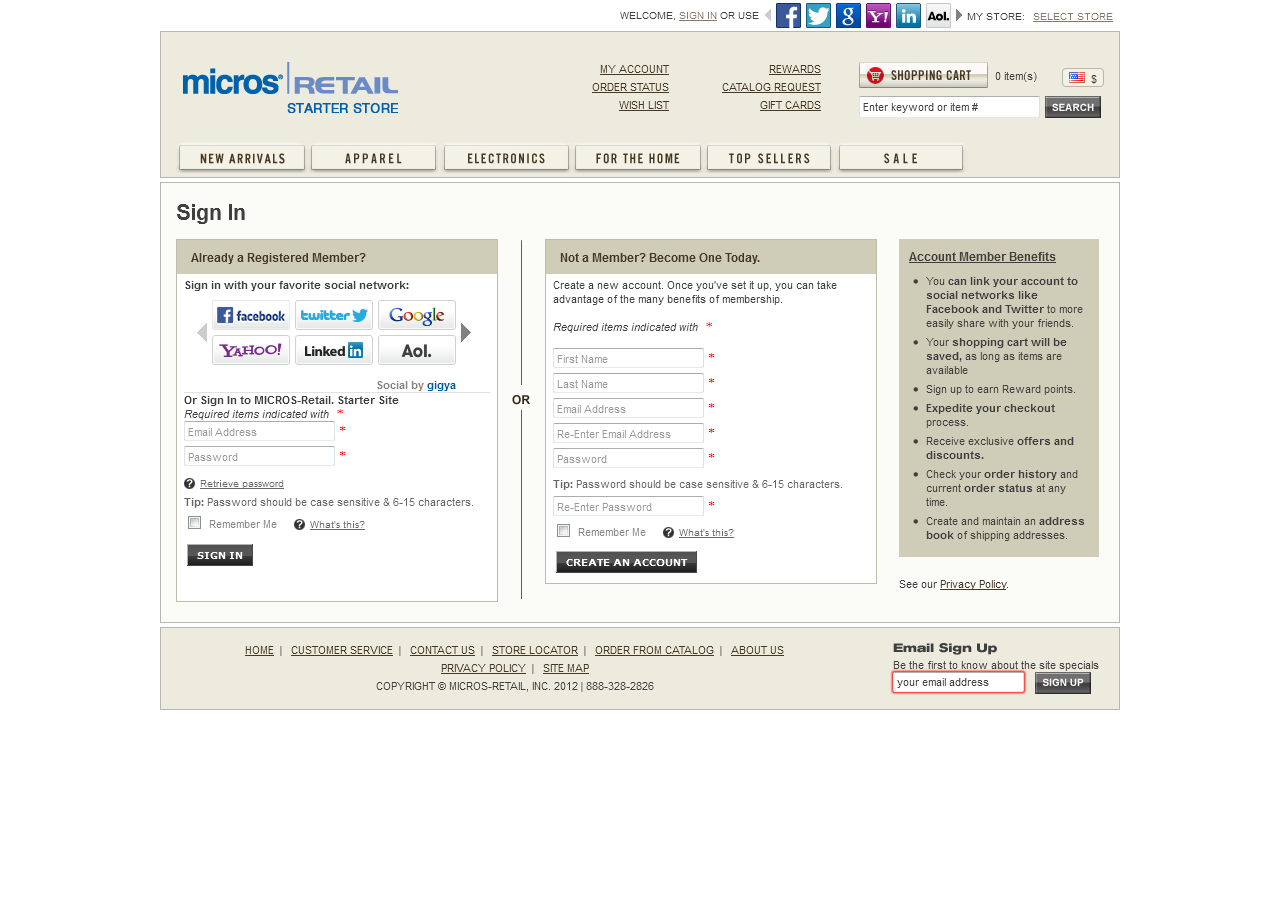 WELCOME, SIGN IN OR USE
Aol.
MY STORE: SELECT STORE
micros RETAIL
STARTER STORE
MY ACCOUNT
ORDER STATUS
WISH LIST
REWARDS
CATALOG REQUEST
GIFT CARDS
SHOPPING CART
0 item(s)
$
Enter keyword or item #
SEARCH
NEW ARRIVALS
APPAREL
ELECTRONICS
FOR THE HOME
TOP SELLERS
SALE
Sign In
Already a Registered Member?
Sign in with your favorite social network:
facebook
twitter
Google
YAHOO!
Linked in
Aol.
Social by gigya
Or Sign In to MICROS-Retail. Starter Site
Required items indicated with *
Email Address *
Password *
Retrieve password
Tip: Password should be case sensitive & 6-15 characters.
Remember Me
What's this?
SIGN IN
OR
Not a Member? Become One Today.
Create a new account. Once you've set it up, you can take
advantage of the many benefits of membership.
Required items indicated with *
First Name *
Last Name *
Email Address *
Re-Enter Email Address *
Password *
Tip: Password should be case sensitive & 6-15 characters.
Re-Enter Password *
Remember Me
What's this?
CREATE AN ACCOUNT
Account Member Benefits
• You can link your account to
social networks like
Facebook and Twitter to more
easily share with your friends.
• Your shopping cart will be
saved, as long as items are
available
• Sign up to earn Reward points.
• Expedite your checkout
process.
• Receive exclusive offers and
discounts.
• Check your order history and
current order status at any
time.
• Create and maintain an address
book of shipping addresses.
See our Privacy Policy.
HOME | CUSTOMER SERVICE | CONTACT US | STORE LOCATOR | ORDER FROM CATALOG | ABOUT US
PRIVACY POLICY | SITE MAP
COPYRIGHT © MICROS-RETAIL, INC. 2012 | 888-328-2826
Email Sign Up
Be the first to know about the site specials
your email address
SIGN UP